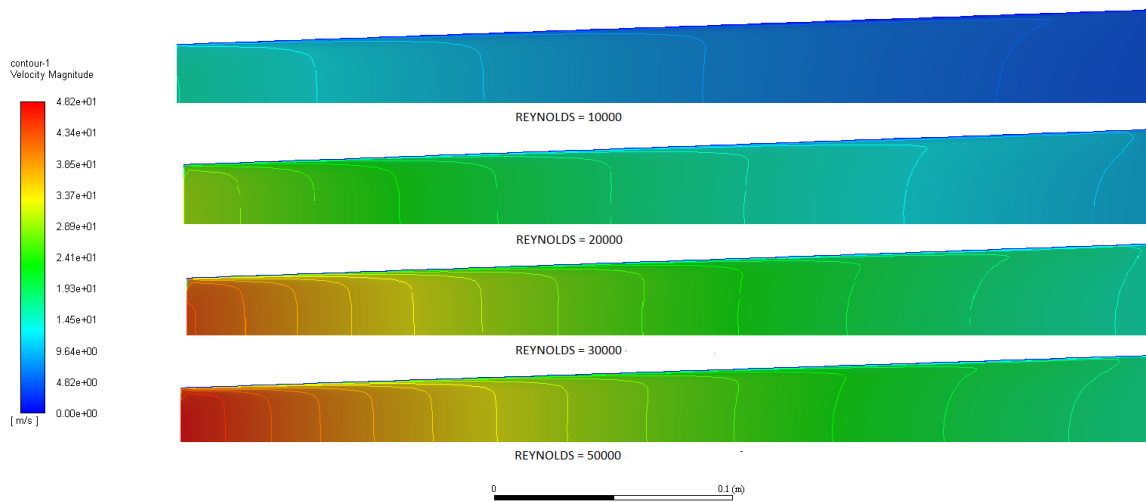 contour-1
Velocity Magnitude
4.82e+01
4.34e+01
3.85e+01
3.37e+01
2.89e+01
2.41e+01
1.93e+01
1.45e+01
9.64e+00
4.82e+00
0.00e+00
[ m/s ]
REYNOLDS = 10000
REYNOLDS = 20000
REYNOLDS = 30000
REYNOLDS = 50000
0 0.1 (m)